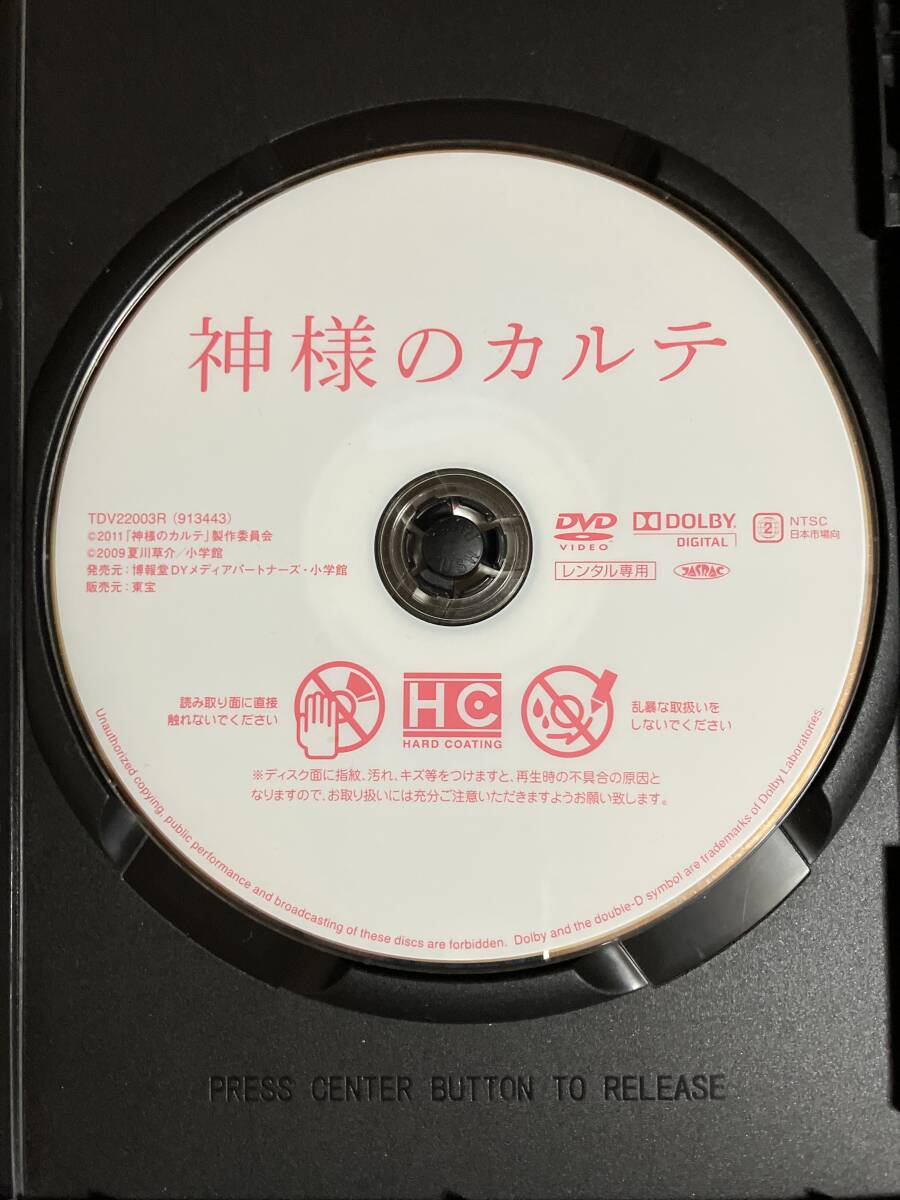 神様のカルテ
TDV22003R (913443)
©2011「神様のカルテ」製作委員会
©2009夏川草介／小学館
発売元：博報堂DYメディアパートナーズ・小学館
販売元：東宝
DVD
VIDEO
DOLBY
DIGITAL
2
NTSC
日本市場向
レンタル専用
JASRAC
読み取り面に直接
触れないでください
HC
HARD COATING
乱暴な取扱いを
しないでください
※ディスク面に指紋、汚れ、キズ等をつけますと、再生時の不具合の原因と
なりますので、お取り扱いには充分ご注意いただきますようお願い致します。
Unauthorized copying, public performance and broadcasting of these discs are forbidden. Dolby and the double-D symbol are trademarks of Dolby Laboratories.
PRESS CENTER BUTTON TO RELEASE